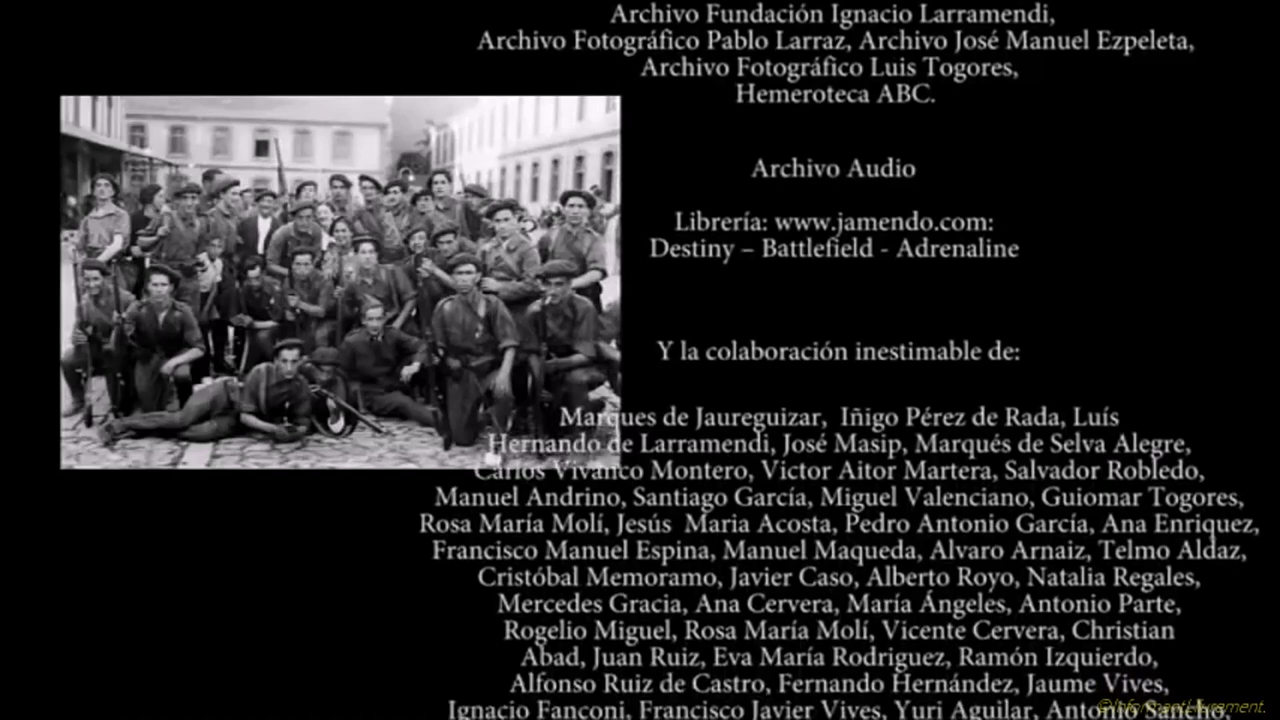 Archivo Fundación Ignacio Larramendi,
Archivo Fotográfico Pablo Larraz, Archivo José Manuel Ezpeleta,
Archivo Fotográfico Luis Togores,
Hemeroteca ABC.
Archivo Audio
Librería: www.jamendo.com:
Destiny – Battlefield - Adrenaline
Y la colaboración inestimable de:
Marques de Jaureguizar, Iñigo Pérez de Rada, Luís
Hernando de Larramendi, José Masip, Marqués de Selva Alegre,
Carlos Vivanco Montero, Victor Aitor Martera, Salvador Robledo,
Manuel Andrino, Santiago García, Miguel Valenciano, Guiomar Togores,
Rosa María Molí, Jesús Maria Acosta, Pedro Antonio García, Ana Enriquez,
Francisco Manuel Espina, Manuel Maqueda, Alvaro Arnaiz, Telmo Aldaz,
Cristóbal Memoramo, Javier Caso, Alberto Royo, Natalia Regales,
Mercedes Gracia, Ana Cervera, María Ángeles, Antonio Parte,
Rogelio Miguel, Rosa María Molí, Vicente Cervera, Christian
Abad, Juan Ruiz, Eva María Rodriguez, Ramón Izquierdo,
Alfonso Ruiz de Castro, Fernando Hernández, Jaume Vives,
Ignacio Fanconi, Francisco Javier Vives, Yuri Aguilar,